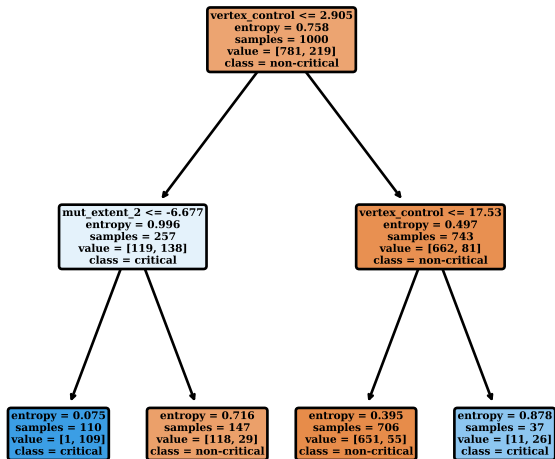 vertex_control <= 2.905
entropy = 0.758
samples = 1000
value = [781, 219]
class = non-critical
mut_extent_2 <= -6.677
entropy = 0.996
samples = 257
value = [119, 138]
class = critical
vertex_control <= 17.53
entropy = 0.497
samples = 743
value = [662, 81]
class = non-critical
entropy = 0.075
samples = 110
value = [1, 109]
class = critical
entropy = 0.716
samples = 147
value = [118, 29]
class = non-critical
entropy = 0.395
samples = 706
value = [651, 55]
class = non-critical
entropy = 0.878
samples = 37
value = [11, 26]
class = critical